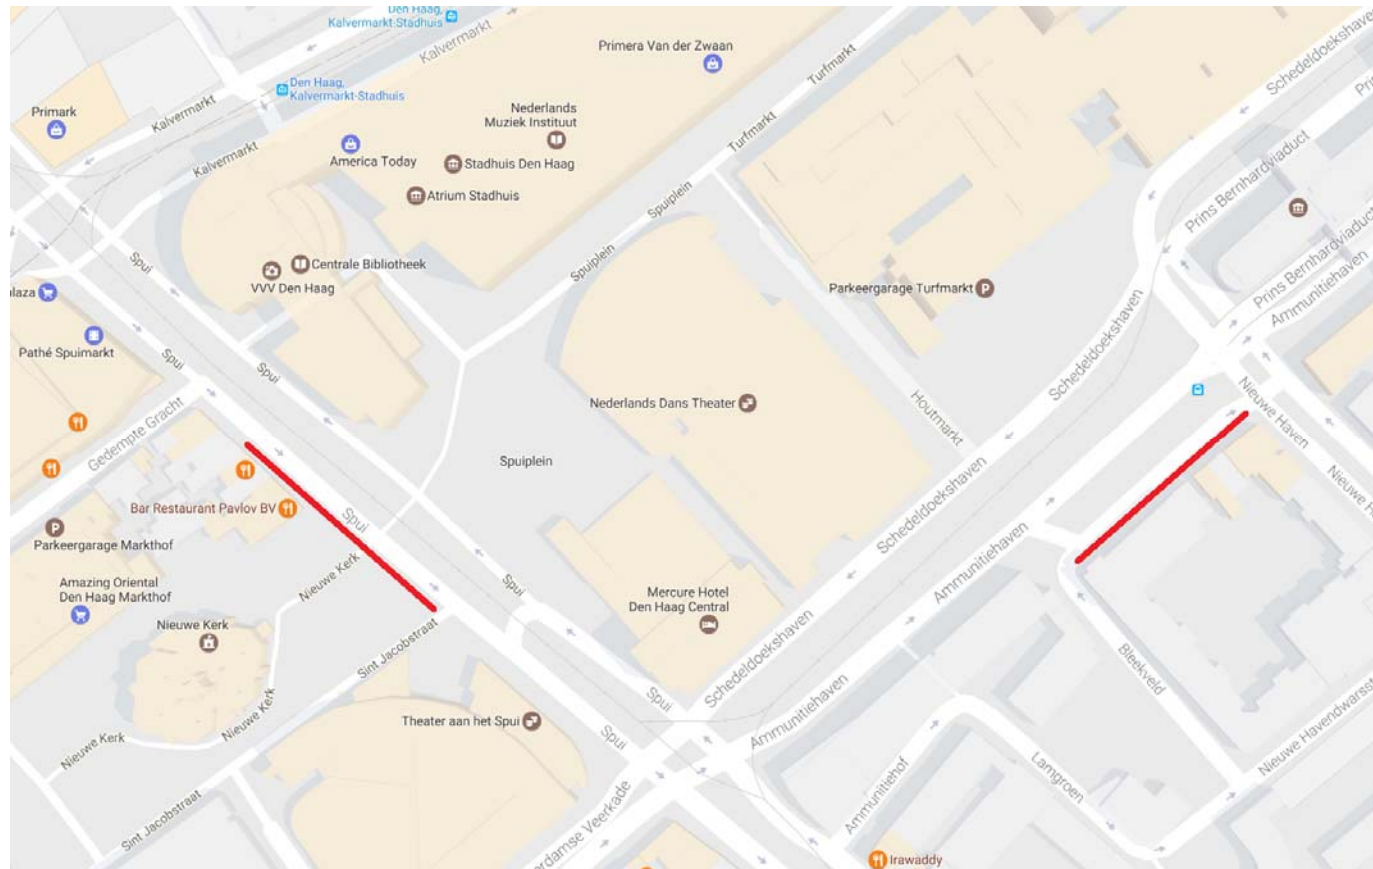 Den Haag,
Kalvermarkt-Stadhuis
Kalvermarkt
Schedeldoekshaven
Primera Van der Zwaan
Turfmarkt
Den Haag,
Kalvermarkt-Stadhuis
Primark
Kalvermarkt
Nederlands
Muziek Instituut
Turfmarkt
Kalvermarkt
America Today
Stadhuis Den Haag
Atrium Stadhuis
Prins Bernhardviaduct
Spuiplein
Spui
Centrale Bibliotheek
VVV Den Haag
Spuiplein
Parkeergarage Turfmarkt
P
Prins Bernhardviaduct
Ammunitiehaven
Schedeldoekshaven
Pathé Spuimarkt
Spui
Spui
Nederlands Dans Theater
Houtmarkt
Nieuwe Haven
Gedempte Gracht
Spuiplein
Bar Restaurant Pavlov BV
Spui
Schedeldoekshaven
P
Parkeergarage Markthof
Nieuwe Kerk
Ammunitiehaven
Amazing Oriental
Den Haag Markthof
Spui
Mercure Hotel
Den Haag Central
Nieuwe Kerk
Sint Jacobstraat
Schedeldoekshaven
Bleekveld
Spui
Theater aan het Spui
Spui
Ammunitiehaven
Nieuwe Kerk
Nieuwe Kerk
Lamgroen
Ammunitiehof
Sint Jacobstraat
Irawaddy